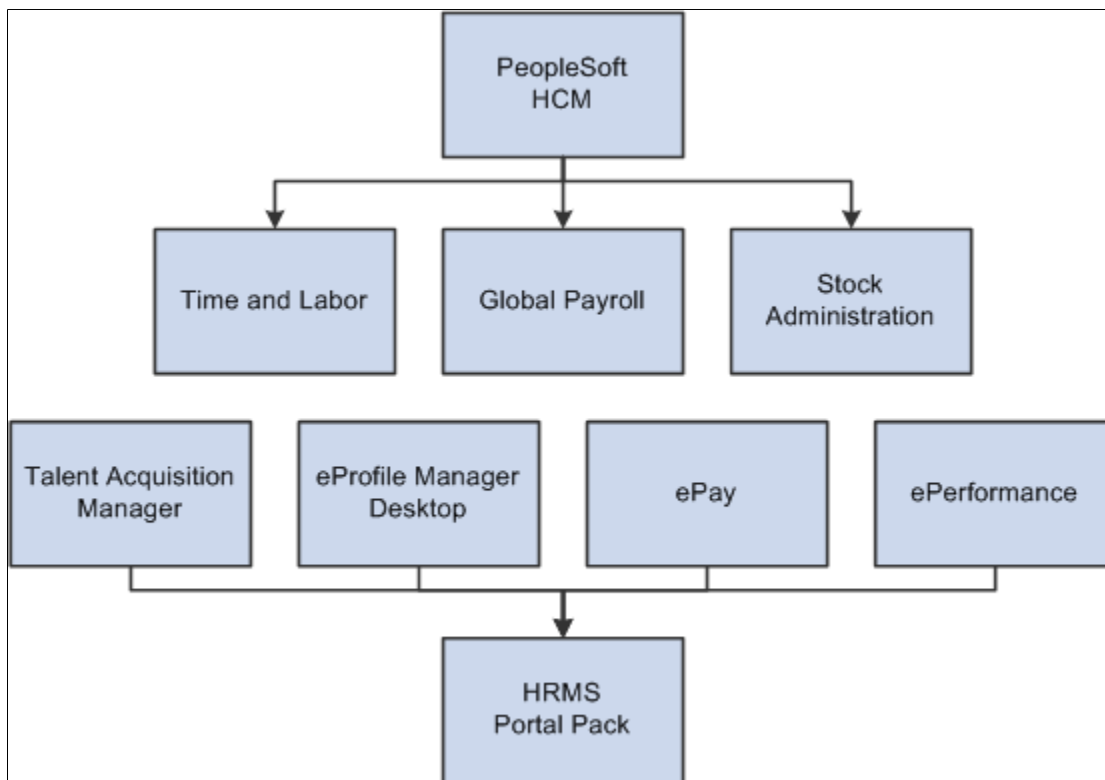 PeopleSoft
HCM
Time and Labor
Global Payroll
Stock
Administration
Talent Acquisition
Manager
eProfile Manager
Desktop
ePay
ePerformance
HRMS
Portal Pack